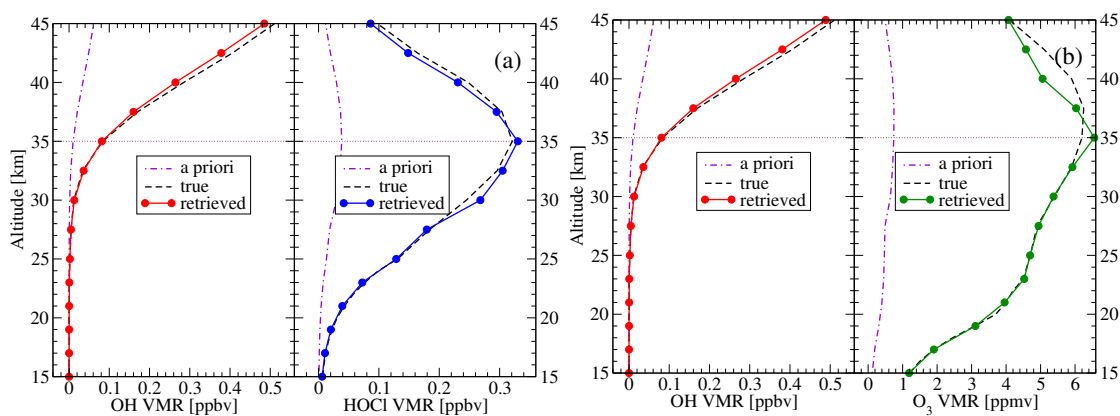 45
40
35
30
25
20
15
Altitude [km]
0 0.1 0.2 0.3 0.4 0.5
OH VMR [ppbv]
a priori
true
retrieved
(a)
45
40
35
30
25
20
15
0 0.1 0.2 0.3
HOCl VMR [ppbv]
a priori
true
retrieved
45
40
35
30
25
20
15
Altitude [km]
0 0.1 0.2 0.3 0.4 0.5
OH VMR [ppbv]
a priori
true
retrieved
(b)
45
40
35
30
25
20
15
0 1 2 3 4 5 6
O3 VMR [ppmv]
a priori
true
retrieved